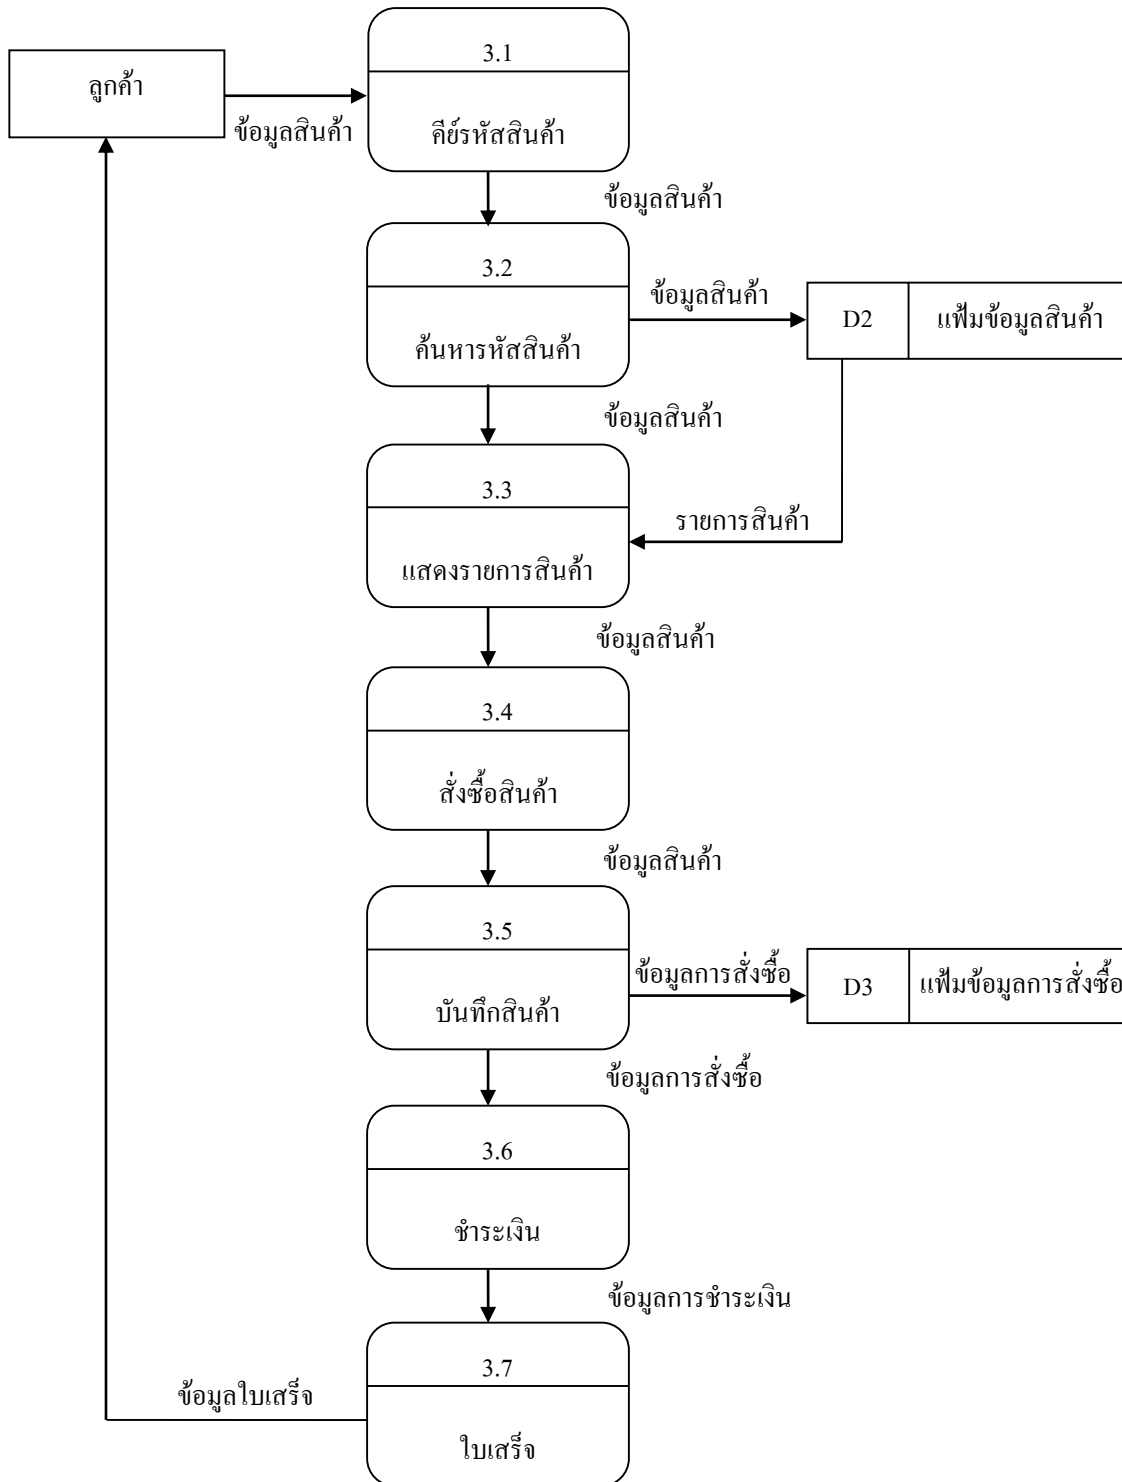 3.1
ลูกค้า
ข้อมูลสินค้า
คีย์รหัสสินค้า
ข้อมูลสินค้า
3.2
ข้อมูลสินค้า
D2
แฟ้มข้อมูลสินค้า
ค้นหารหัสสินค้า
ข้อมูลสินค้า
3.3
รายการสินค้า
แสดงรายการสินค้า
ข้อมูลสินค้า
3.4
สั่งซื้อสินค้า
ข้อมูลสินค้า
3.5
ข้อมูลการสั่งซื้อ
D3
แฟ้มข้อมูลการสั่งซื้อ
บันทึกสินค้า
ข้อมูลการสั่งซื้อ
3.6
ชำระเงิน
ข้อมูลการชำระเงิน
3.7
ข้อมูลใบเสร็จ
ใบเสร็จ